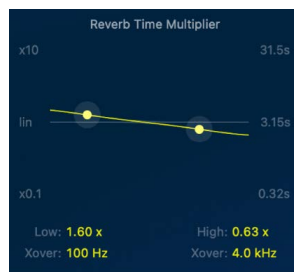 Reverb Time Multiplier
x10 31.5s
lin 3.15s
x0.1 0.32s
Low: 1.60 x High: 0.63 x
Xover: 100 Hz Xover: 4.0 kHz